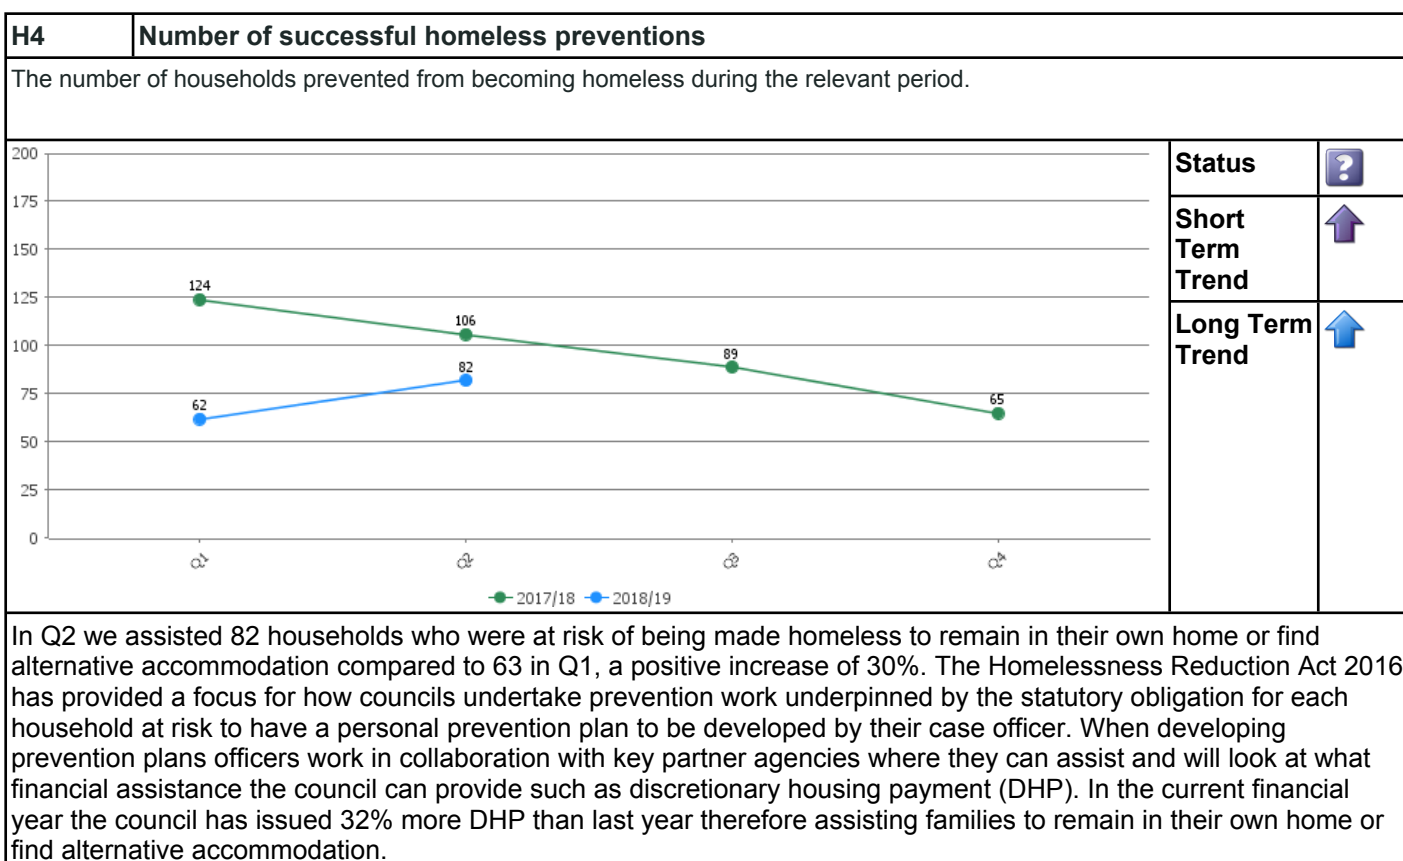 H4 Number of successful homeless preventions
The number of households prevented from becoming homeless during the relevant period.
200
175
150
125
100
75
50
25
0
124
106
89
65
62
82
Q1
Q2
Q3
Q4
2017/18 2018/19
Status ?
Short
Term
Trend
Long Term
Trend
In Q2 we assisted 82 households who were at risk of being made homeless to remain in their own home or find
alternative accommodation compared to 63 in Q1, a positive increase of 30%. The Homelessness Reduction Act 2016
has provided a focus for how councils undertake prevention work underpinned by the statutory obligation for each
household at risk to have a personal prevention plan to be developed by their case officer. When developing
prevention plans officers work in collaboration with key partner agencies where they can assist and will look at what
financial assistance the council can provide such as discretionary housing payment (DHP). In the current financial
year the council has issued 32% more DHP than last year therefore assisting families to remain in their own home or
find alternative accommodation.